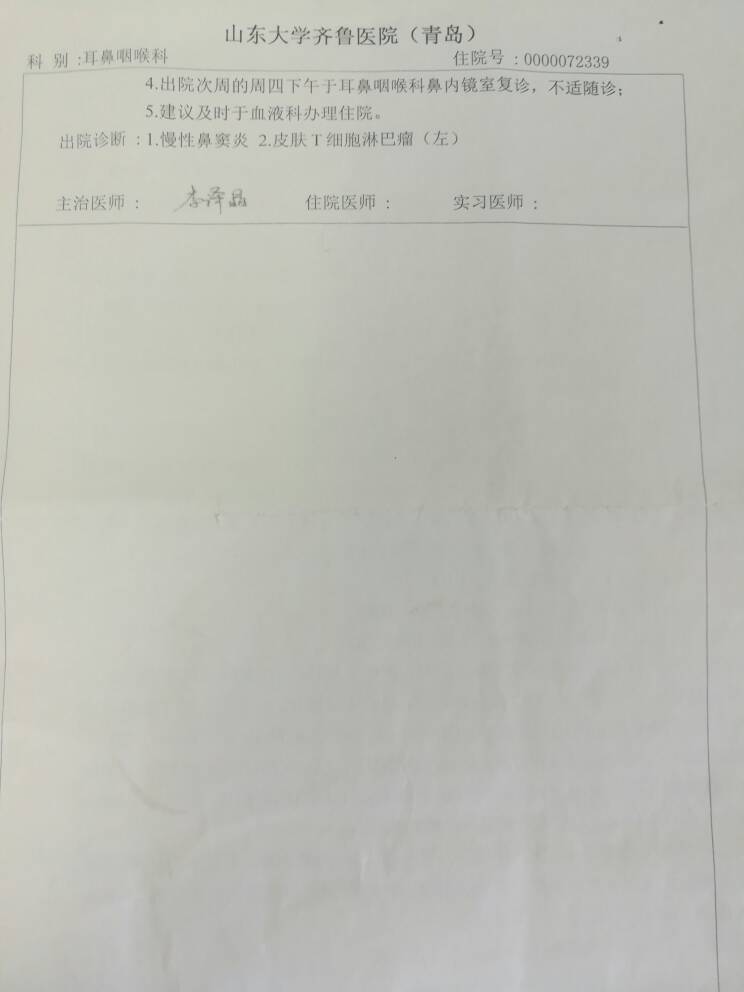 山东大学齐鲁医院（青岛）
科 别 :耳鼻咽喉科 住院号 : 0000072339
4.出院次周的周四下午于耳鼻咽喉科鼻内镜室复诊，不适随诊；
5.建议及时于血液科办理住院。
出院诊断 : 1.慢性鼻窦炎 2.皮肤T细胞淋巴瘤（左）
主治医师 : 李泽晶 住院医师 : 实习医师 :